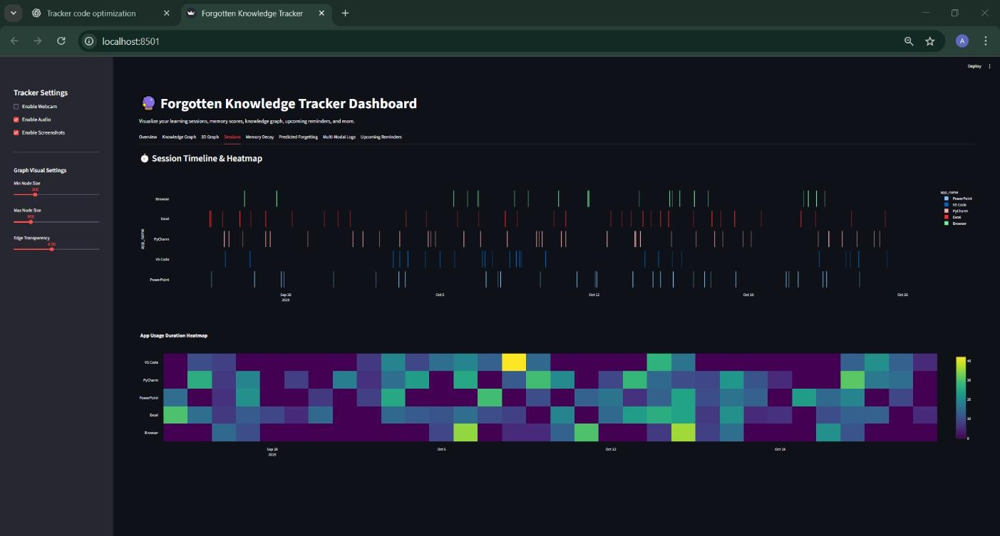 Tracker code optimization
Forgotten Knowledge Tracker
localhost:8501
A
Deploy
Tracker Settings
Enable Webcam
Enable Audio
Enable Screenshots
Graph Visual Settings
Min Node Size
200
Max Node Size
800
Edge Transparency
0.50
Forgotten Knowledge Tracker Dashboard
Visualize your learning sessions, memory scores, knowledge graph, upcoming reminders, and more.
Overview Knowledge Graph 3D Graph Sessions Memory Decay Predicted Forgetting Multi-Modal Logs Upcoming Reminders
Session Timeline & Heatmap
app_name
Browser
Excel
PyCharm
VS Code
PowerPoint
Sep 28 Oct 5 Oct 12 Oct 19 Oct 26
2025
app_name
PowerPoint
VS Code
PyCharm
Excel
Browser
App Usage Duration Heatmap
VS Code
PyCharm
PowerPoint
Excel
Browser
Sep 28 Oct 5 Oct 12 Oct 19
2025
40
30
20
10
0